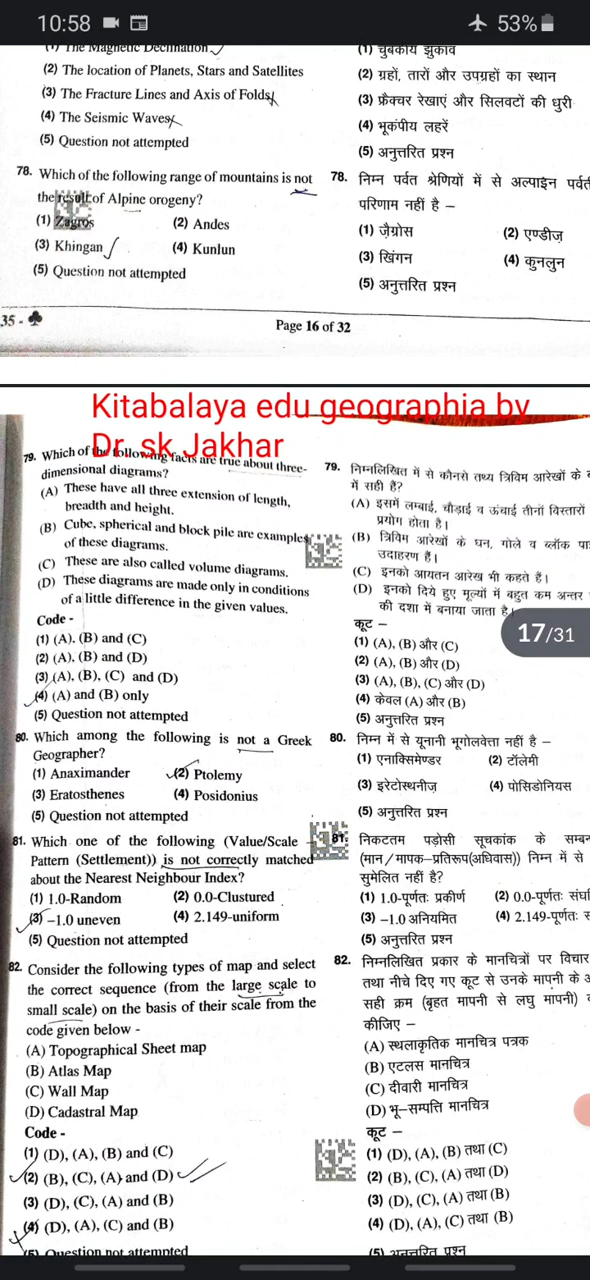 10:58
53%
(1) The Magnetic Declination
(2) The location of Planets, Stars and Satellites
(3) The Fracture Lines and Axis of Folds
(4) The Seismic Waves
(5) Question not attempted
78. Which of the following range of mountains is not
the result of Alpine orogeny?
(1) Zagros (2) Andes
(3) Khingan (4) Kunlun
(5) Question not attempted
(1) चुंबकीय झुकाव
(2) ग्रहों, तारों और उपग्रहों का स्थान
(3) फ्रैक्चर रेखाएं और सिलवटों की धुरी
(4) भूकंपीय लहरें
(5) अनुत्तरित प्रश्न
78. निम्न पर्वत श्रेणियों में से अल्पाइन पर्वत
परिणाम नहीं है –
(1) ज़ैग्रोस (2) एण्डीज़
(3) खिंगन (4) कुनलुन
(5) अनुत्तरित प्रश्न
35 -
Page 16 of 32
Kitabalaya edu geographia by
Dr. sk Jakhar
79. Which of the following facts are true about three-
dimensional diagrams?
(A) These have all three extension of length,
breadth and height.
(B) Cube, spherical and block pile are examples
of these diagrams.
(C) These are also called volume diagrams.
(D) These diagrams are made only in conditions
of a little difference in the given values.
Code -
(1) (A), (B) and (C)
(2) (A), (B) and (D)
(3) (A), (B), (C) and (D)
(4) (A) and (B) only
(5) Question not attempted
80. Which among the following is not a Greek
Geographer?
(1) Anaximander (2) Ptolemy
(3) Eratosthenes (4) Posidonius
(5) Question not attempted
81. Which one of the following (Value/Scale
Pattern (Settlement)) is not correctly matched
about the Nearest Neighbour Index?
(1) 1.0-Random (2) 0.0-Clustured
(3) –1.0 uneven (4) 2.149-uniform
(5) Question not attempted
82. Consider the following types of map and select
the correct sequence (from the large scale to
small scale) on the basis of their scale from the
code given below -
(A) Topographical Sheet map
(B) Atlas Map
(C) Wall Map
(D) Cadastral Map
Code -
(1) (D), (A), (B) and (C)
(2) (B), (C), (A) and (D)
(3) (D), (C), (A) and (B)
(4) (D), (A), (C) and (B)
(5) Question not attempted
79. निम्नलिखित में से कौनसे तथ्य त्रिविम आरेखों के
में सही हैं?
(A) इसमें लम्बाई, चौड़ाई व ऊंचाई तीनों विस्तारों
प्रयोग होता है।
(B) त्रिविम आरेखों के घन, गोले व ब्लॉक
उदाहरण हैं।
(C) इनको आयतन आरेख भी कहते हैं।
(D) इनको दिये हुए मूल्यों में बहुत कम अन्तर
की दशा में बनाया जाता है।
17/31
कूट –
(1) (A), (B) और (C)
(2) (A), (B) और (D)
(3) (A), (B), (C) और (D)
(4) केवल (A) और (B)
(5) अनुत्तरित प्रश्न
80. निम्न में से यूनानी भूगोलवेत्ता नहीं है –
(1) एनाक्सिमेण्डर (2) टॉलेमी
(3) इरेटोस्थनीज़ (4) पोसिडोनियस
(5) अनुत्तरित प्रश्न
81. निकटतम पड़ोसी सूचकांक के
(मान / मापक–प्रतिरूप(अधिवास)) निम्न में से
सुमेलित नहीं है?
(1) 1.0-पूर्णतः प्रकीर्ण (2) 0.0-पूर्णतः
(3) –1.0 अनियमित (4) 2.149-पूर्णतः
(5) अनुत्तरित प्रश्न
82. निम्नलिखित प्रकार के मानचित्रों पर विचार
तथा नीचे दिए गए कूट से उनके मापनी के
सही क्रम (बृहत मापनी से लघु मापनी)
कीजिए –
(A) स्थलाकृतिक मानचित्र पत्रक
(B) एटलस मानचित्र
(C) दीवारी मानचित्र
(D) भू–सम्पत्ति मानचित्र
कूट –
(1) (D), (A), (B) तथा (C)
(2) (B), (C), (A) तथा (D)
(3) (D), (C), (A) तथा (B)
(4) (D), (A), (C) तथा (B)
(5) अनुत्तरित प्रश्न